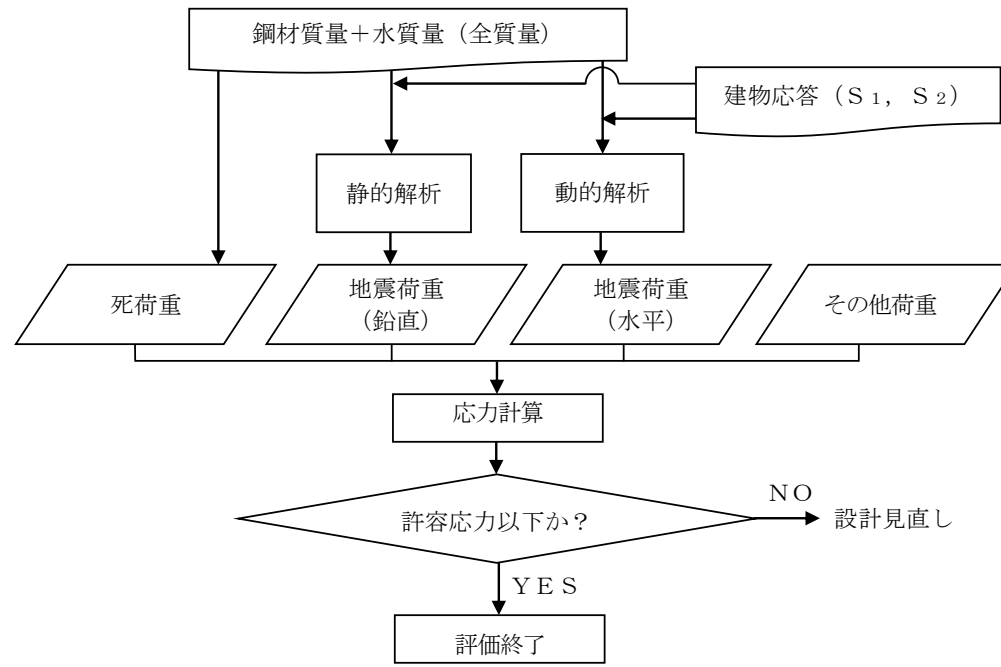 鋼材質量+水質量(全質量)
建物応答(S1,S2)
静的解析
動的解析
死荷重
地震荷重
(鉛直)
地震荷重
(水平)
その他荷重
応力計算
許容応力以下か?
NO
設計見直し
YES
評価終了